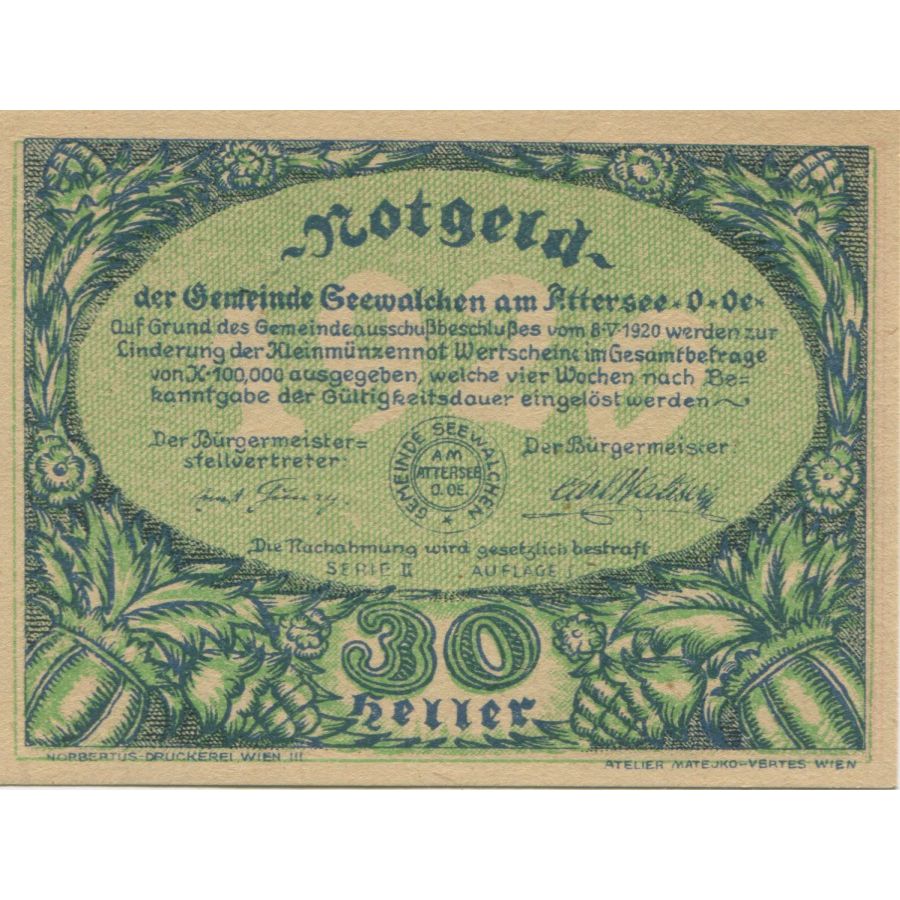 Notgeld
der Gemeinde Seewalchen am Attersee · O · Oe ·
Auf Grund des Gemeindeausschußbeschlußes vom 8·V·1920 werden zur
Linderung der Kleinmünzennot Wertscheine im Gesamtbetrage
von K·100,000 ausgegeben, welche vier Wochen nach Be=
kanntgabe der Gültigkeitsdauer eingelöst werden
1920
Der Bürgermeister=
stellvertreter:
GEMEINDE SEEWALCHEN
AM
ATTERSEE
O. OE.
Der Bürgermeister:
Die Nachahmung wird gesetzlich bestraft
SERIE II AUFLAGE I
30
heller
NORBERTUS-DRUCKEREI WIEN III
ATELIER MATEJKO-VERTES WIEN